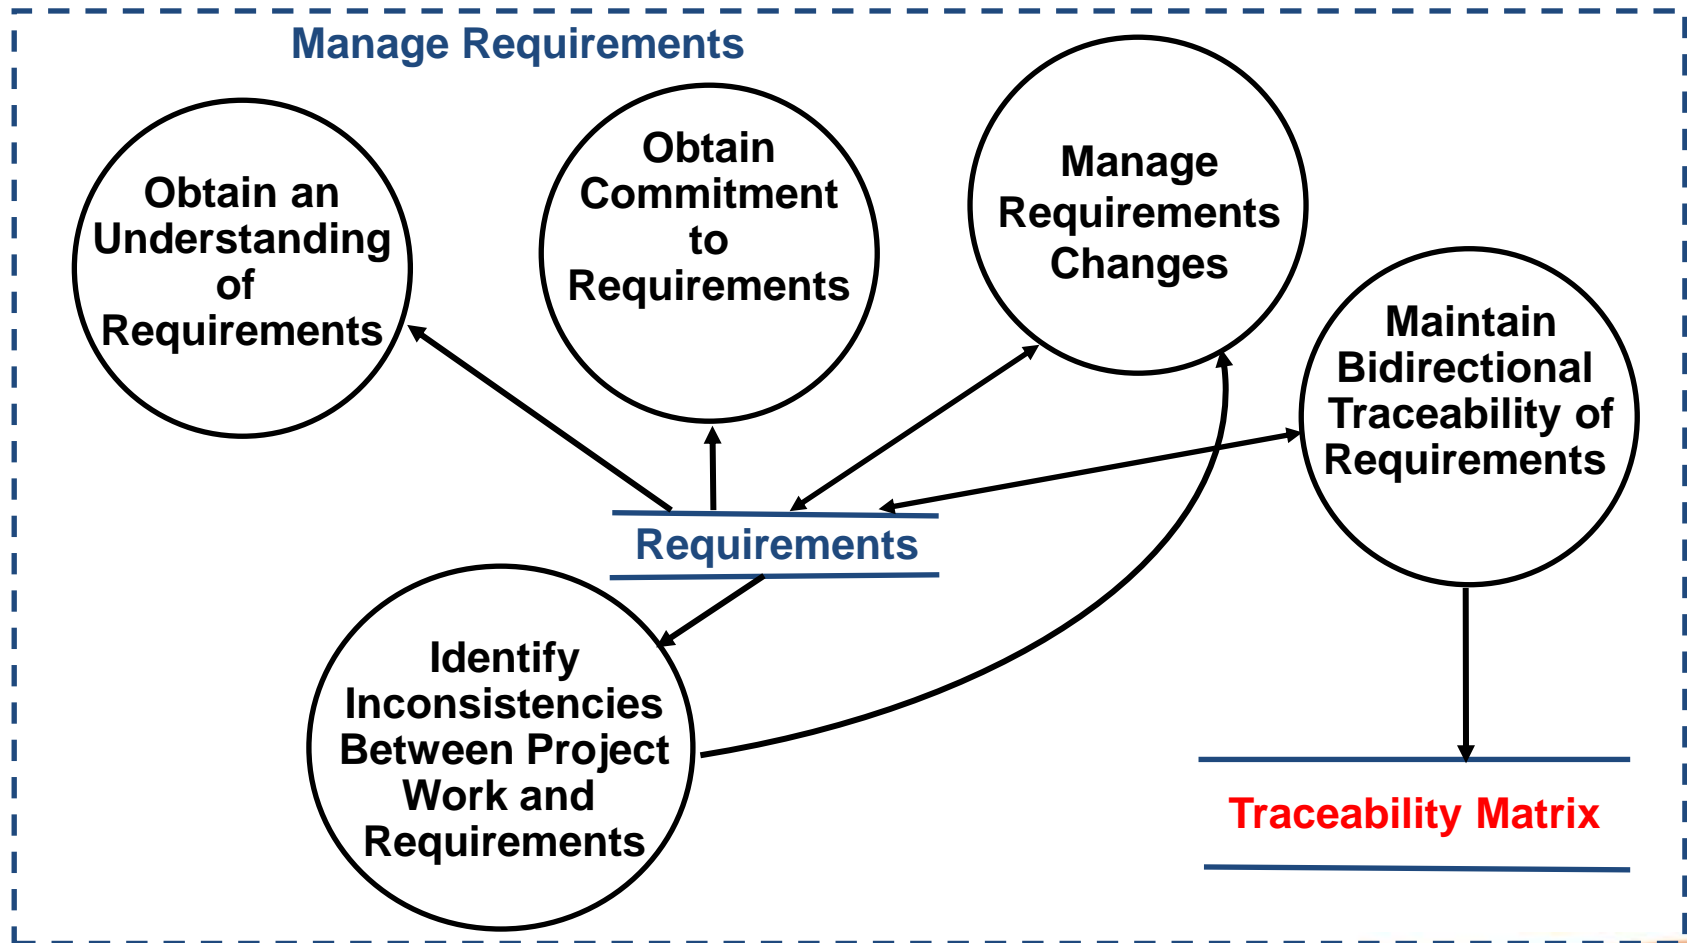 Manage Requirements
Obtain an
Understanding
of
Requirements
Obtain
Commitment
to
Requirements
Manage
Requirements
Changes
Maintain
Bidirectional
Traceability of
Requirements
Requirements
Identify
Inconsistencies
Between Project
Work and
Requirements
Traceability Matrix